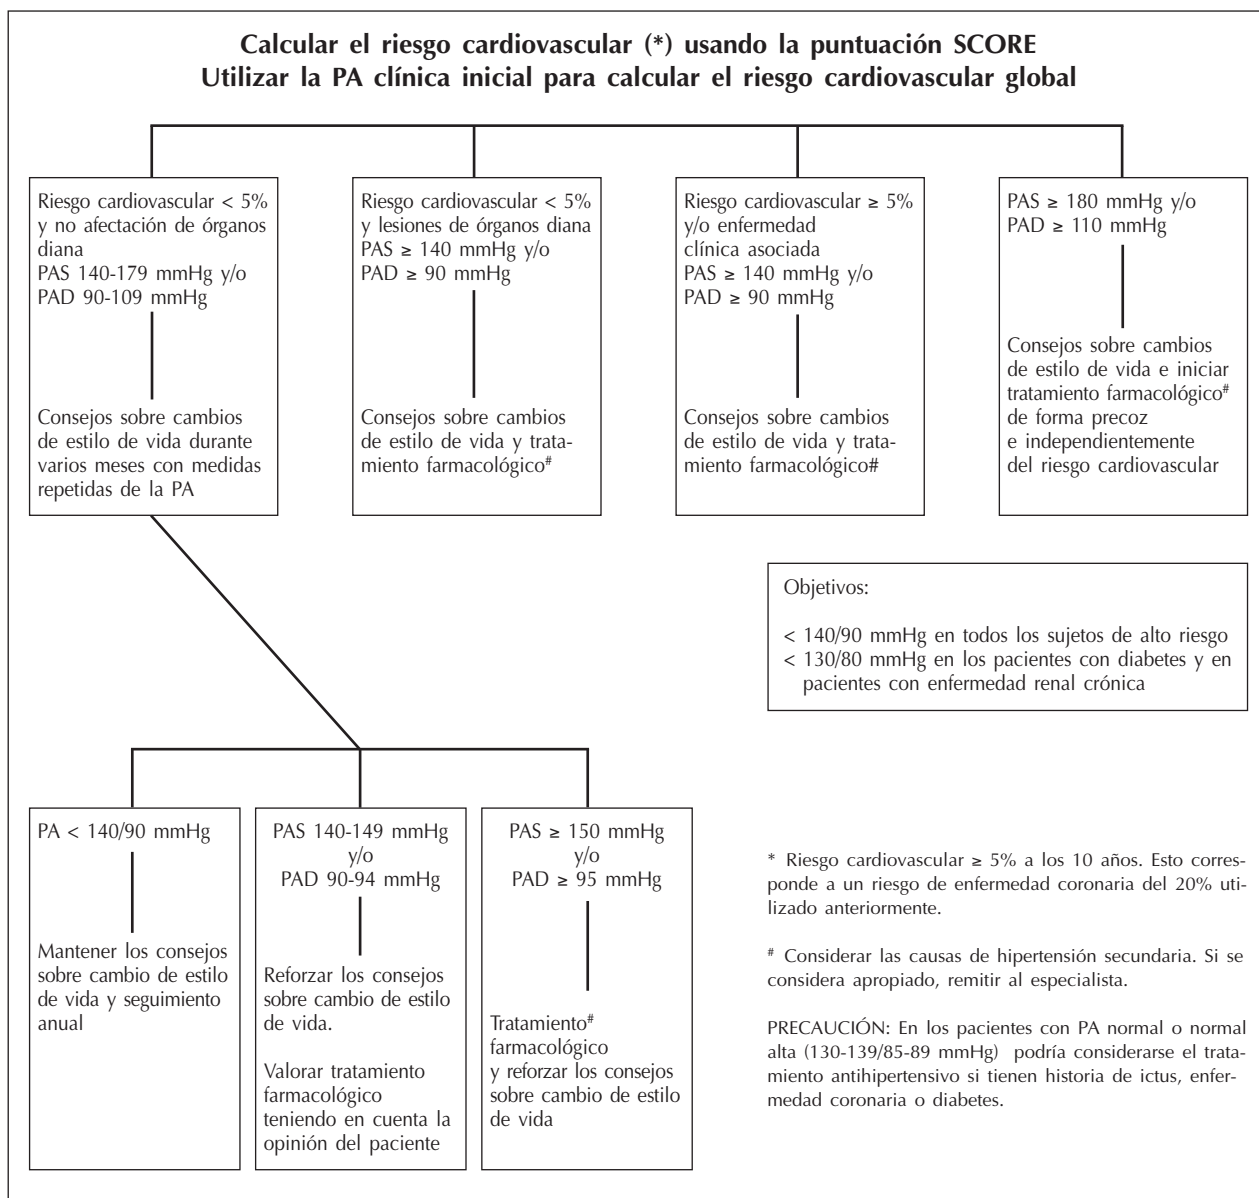 Calcular el riesgo cardiovascular (*) usando la puntuación SCORE
Utilizar la PA clínica inicial para calcular el riesgo cardiovascular global
Riesgo cardiovascular < 5%
y no afectación de órganos
diana
PAS 140-179 mmHg y/o
PAD 90-109 mmHg
Consejos sobre cambios
de estilo de vida durante
varios meses con medidas
repetidas de la PA
Riesgo cardiovascular < 5%
y lesiones de órganos diana
PAS ≥ 140 mmHg y/o
PAD ≥ 90 mmHg
Consejos sobre cambios
de estilo de vida y trata-
miento farmacológico#
Riesgo cardiovascular ≥ 5%
y/o enfermedad
clínica asociada
PAS ≥ 140 mmHg y/o
PAD ≥ 90 mmHg
Consejos sobre cambios
de estilo de vida y trata-
miento farmacológico#
PAS ≥ 180 mmHg y/o
PAD ≥ 110 mmHg
Consejos sobre cambios
de estilo de vida e iniciar
tratamiento farmacológico#
de forma precoz
e independientemente
del riesgo cardiovascular
Objetivos:
< 140/90 mmHg en todos los sujetos de alto riesgo
< 130/80 mmHg en los pacientes con diabetes y en
pacientes con enfermedad renal crónica
PA < 140/90 mmHg
Mantener los consejos
sobre cambio de estilo
de vida y seguimiento
anual
PAS 140-149 mmHg
y/o
PAD 90-94 mmHg
Reforzar los consejos
sobre cambio de estilo
de vida.
Valorar tratamiento
farmacológico
teniendo en cuenta la
opinión del paciente
PAS ≥ 150 mmHg
y/o
PAD ≥ 95 mmHg
Tratamiento#
farmacológico
y reforzar los consejos
sobre cambio de estilo
de vida
* Riesgo cardiovascular ≥ 5% a los 10 años. Esto corres-
ponde a un riesgo de enfermedad coronaria del 20% uti-
lizado anteriormente.
# Considerar las causas de hipertensión secundaria. Si se
considera apropiado, remitir al especialista.
PRECAUCIÓN: En los pacientes con PA normal o normal
alta (130-139/85-89 mmHg) podría considerarse el trata-
miento antihipertensivo si tienen historia de ictus, enfer-
medad coronaria o diabetes.